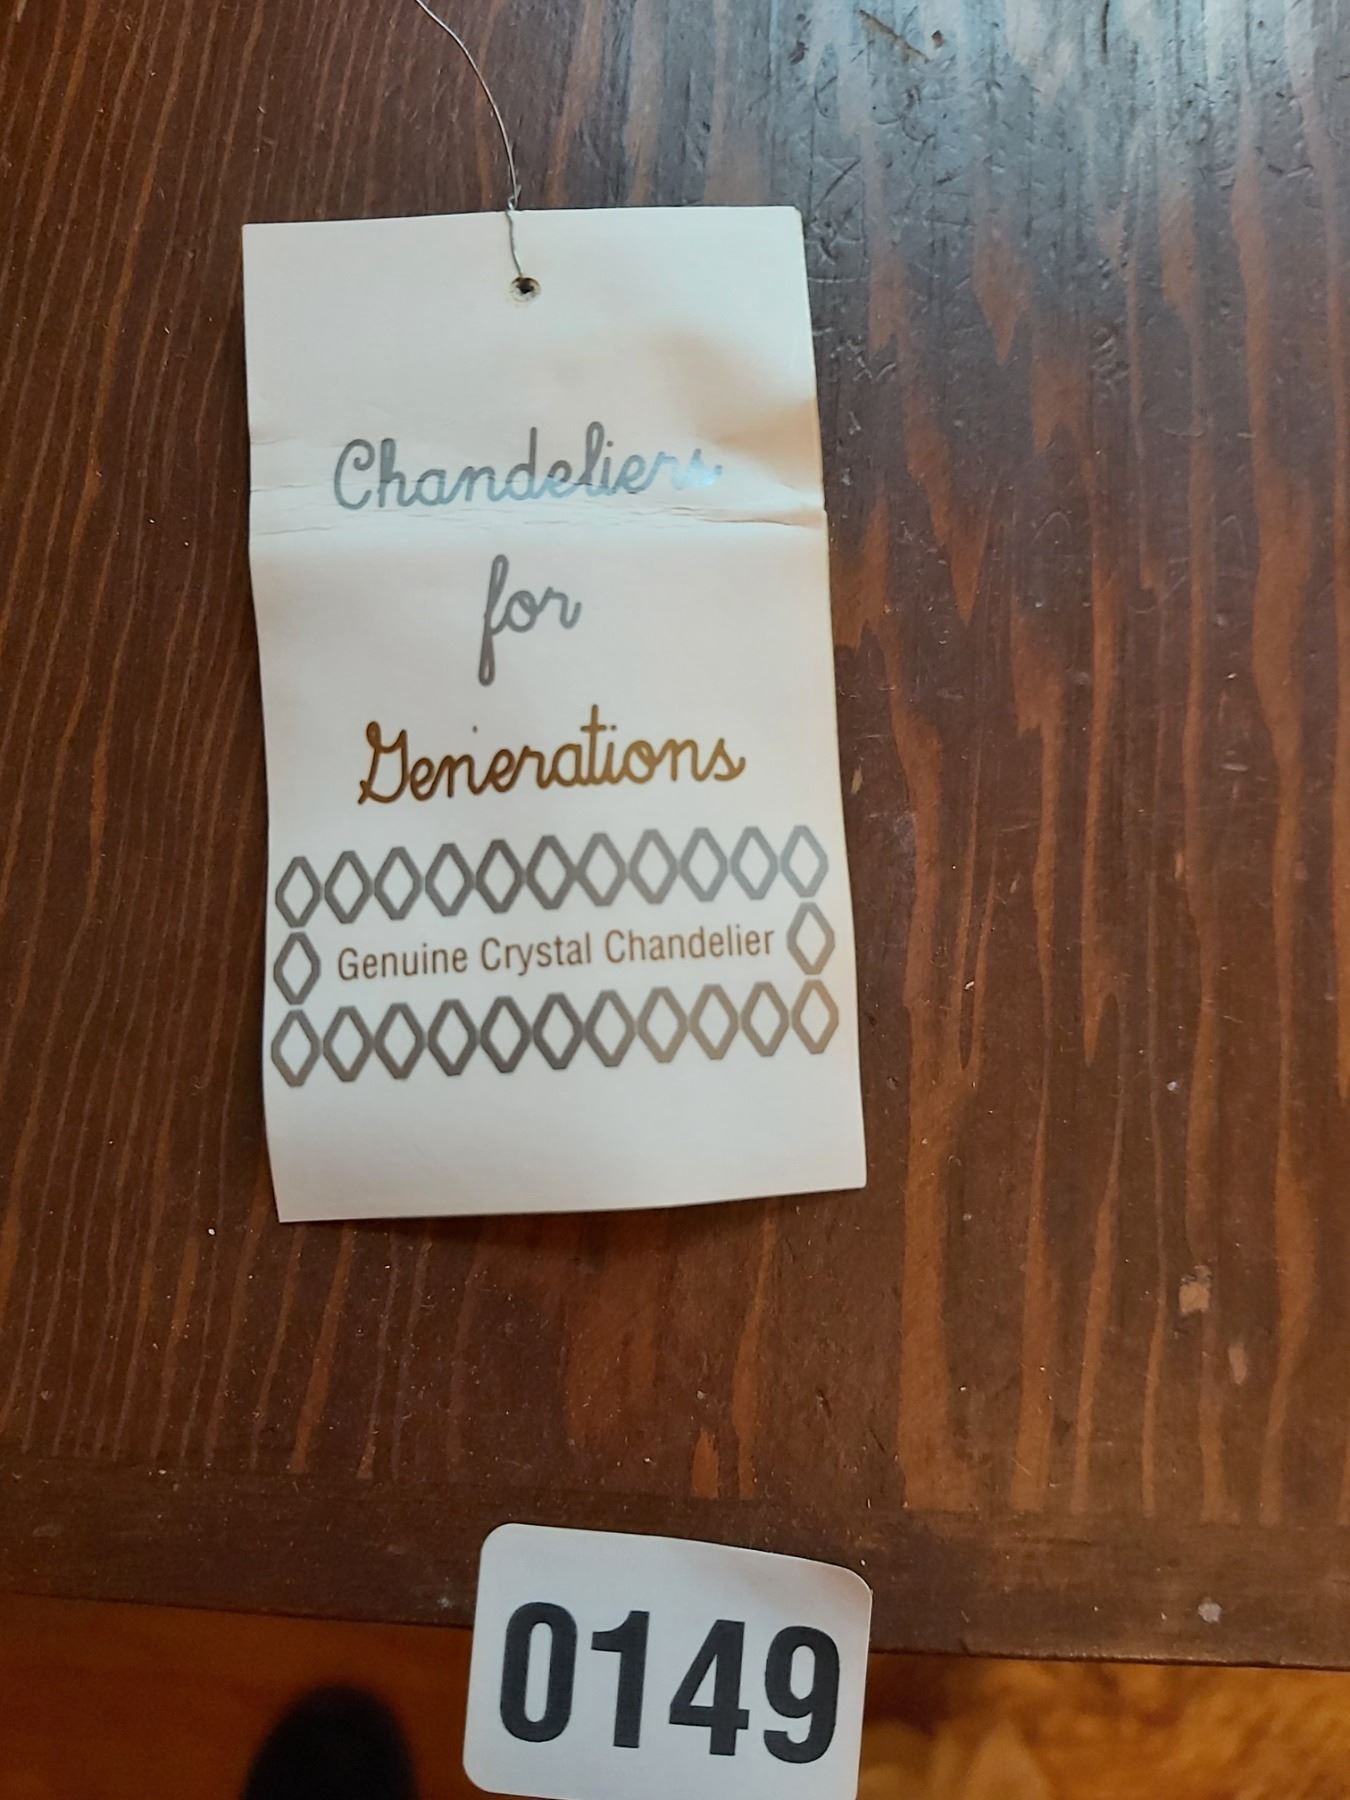 Chandeliers
for
Generations
Genuine Crystal Chandelier
0149